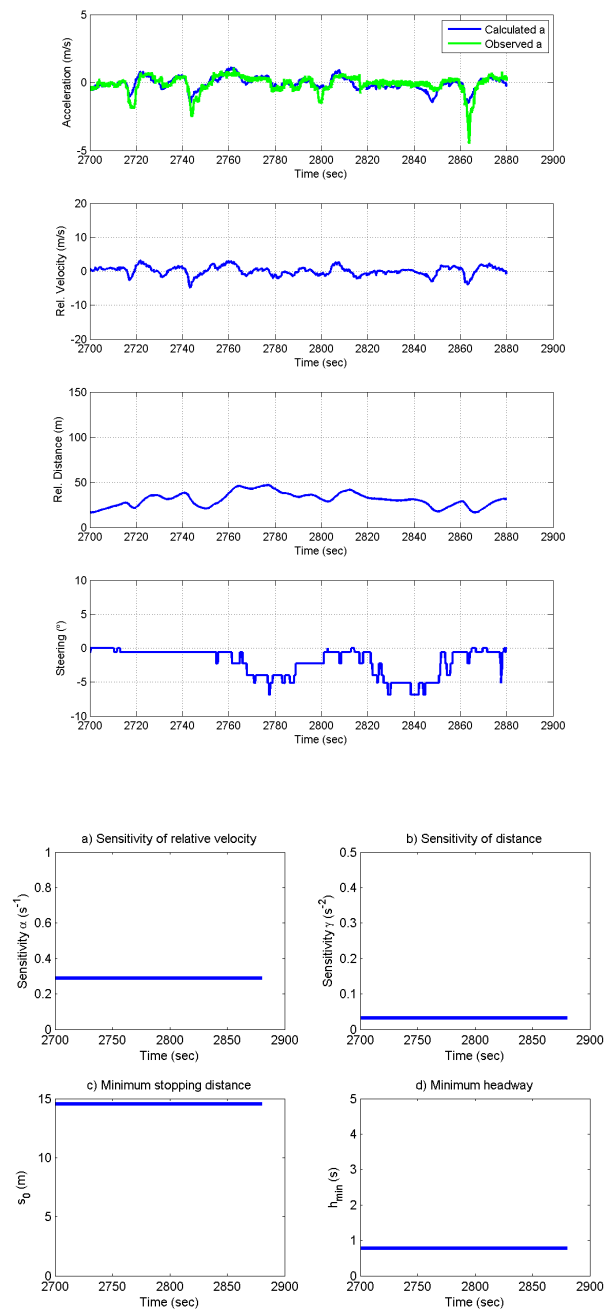 5
0
-5
Acceleration (m/s)
Calculated a
Observed a
2700 2720 2740 2760 2780 2800 2820 2840 2860 2880 2900
Time (sec)
20
10
0
-10
-20
Rel. Velocity (m/s)
2700 2720 2740 2760 2780 2800 2820 2840 2860 2880 2900
Time (sec)
150
100
50
0
Rel. Distance (m)
2700 2720 2740 2760 2780 2800 2820 2840 2860 2880 2900
Time (sec)
10
5
0
-5
-10
Steering (°)
2700 2720 2740 2760 2780 2800 2820 2840 2860 2880 2900
Time (sec)
a) Sensitivity of relative velocity
1
0.8
0.6
0.4
0.2
0
Sensitivity α (s⁻¹)
2700 2750 2800 2850 2900
Time (sec)
b) Sensitivity of distance
0.5
0.4
0.3
0.2
0.1
0
Sensitivity γ (s⁻²)
2700 2750 2800 2850 2900
Time (sec)
c) Minimum stopping distance
15
10
5
0
s₀ (m)
2700 2750 2800 2850 2900
Time (sec)
d) Minimum headway
5
4
3
2
1
0
h_min (s)
2700 2750 2800 2850 2900
Time (sec)